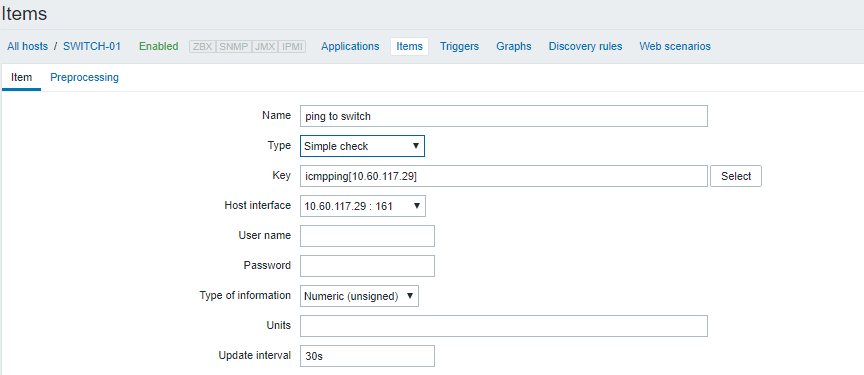 Items
All hosts / SWITCH-01 Enabled ZBX SNMP JMX IPMI Applications Items Triggers Graphs Discovery rules Web scenarios
Item Preprocessing
Name ping to switch
Type Simple check
Key icmpping[10.60.117.29] Select
Host interface 10.60.117.29 : 161
User name
Password
Type of information Numeric (unsigned)
Units
Update interval 30s